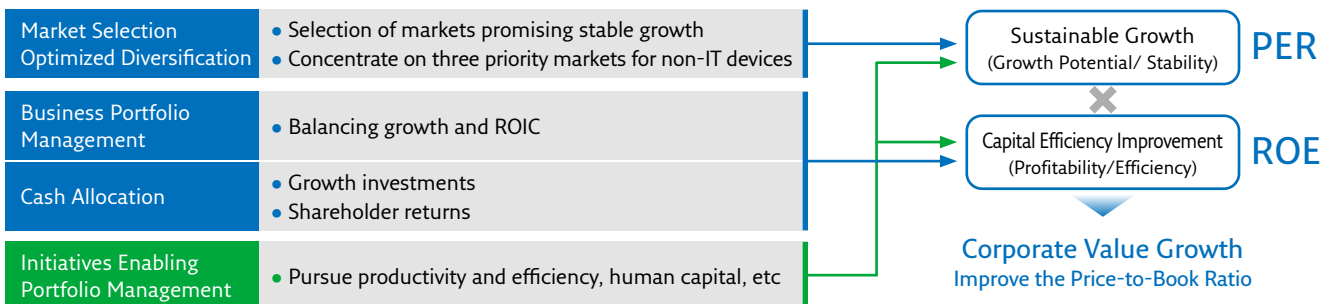 Market Selection
Optimized Diversification
• Selection of markets promising stable growth
• Concentrate on three priority markets for non-IT devices
Business Portfolio
Management
• Balancing growth and ROIC
Cash Allocation
• Growth investments
• Shareholder returns
Initiatives Enabling
Portfolio Management
• Pursue productivity and efficiency, human capital, etc
Sustainable Growth
(Growth Potential/ Stability)
PER
Capital Efficiency Improvement
(Profitability/Efficiency)
ROE
Corporate Value Growth
Improve the Price-to-Book Ratio